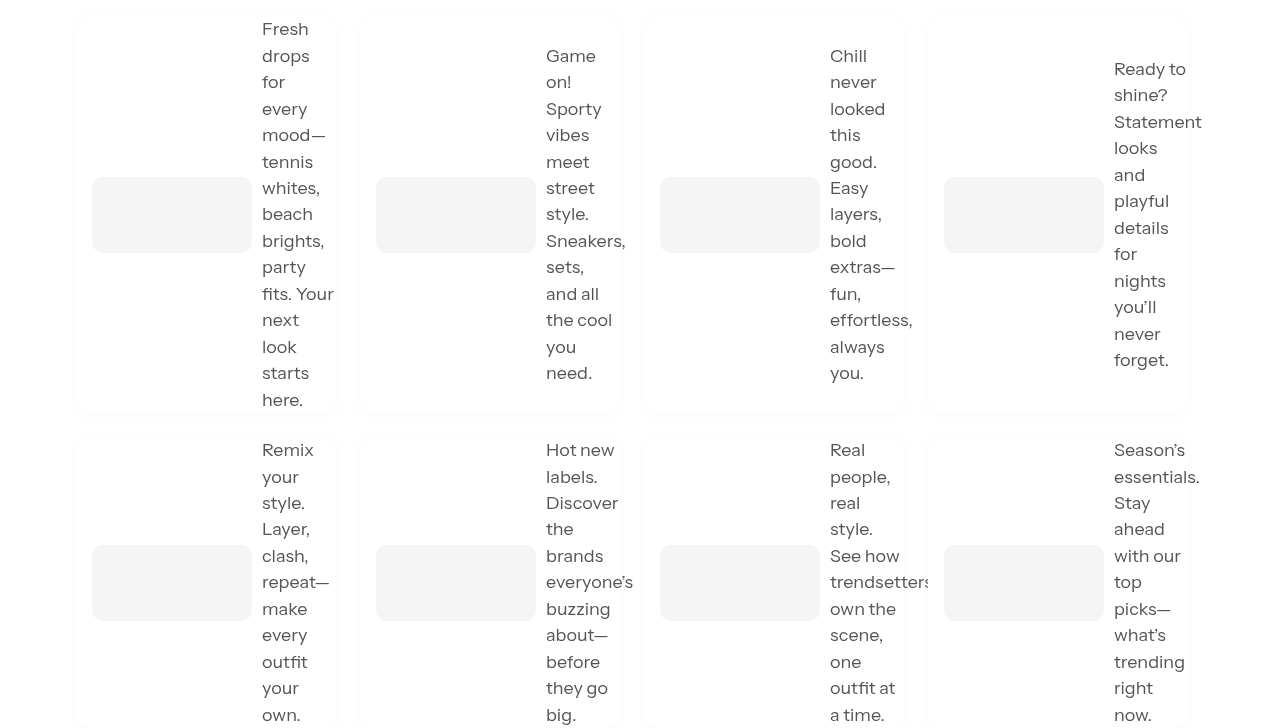 Fresh
drops
for
every
mood—
tennis
whites,
beach
brights,
party
fits. Your
next
look
starts
here.
Game
on!
Sporty
vibes
meet
street
style.
Sneakers,
sets,
and all
the cool
you
need.
Chill
never
looked
this
good.
Easy
layers,
bold
extras—
fun,
effortless,
always
you.
Ready to
shine?
Statement
looks
and
playful
details
for
nights
you’ll
never
forget.
Remix
your
style.
Layer,
clash,
repeat—
make
every
outfit
your
own.
Hot new
labels.
Discover
the
brands
everyone’s
buzzing
about—
before
they go
big.
Real
people,
real
style.
See how
trendsetters
own the
scene,
one
outfit at
a time.
Season’s
essentials.
Stay
ahead
with our
top
picks—
what’s
trending
right
now.